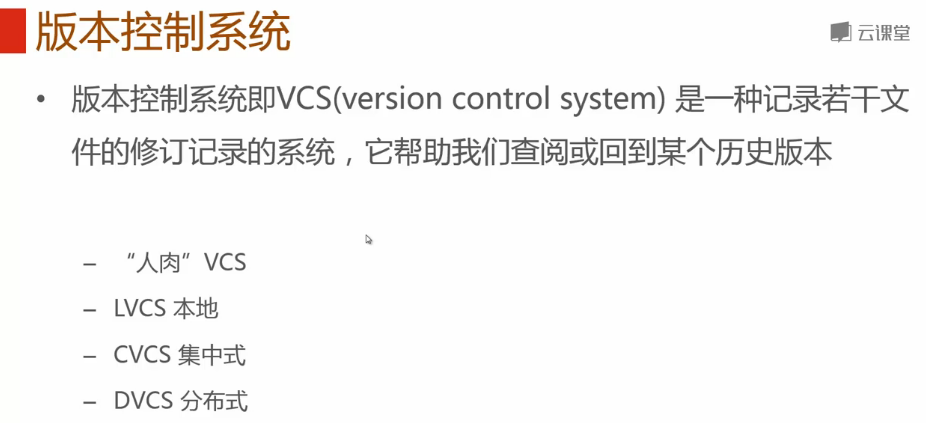 版本控制系统
云课堂
• 版本控制系统即VCS(version control system) 是一种记录若干文
件的修订记录的系统，它帮助我们查阅或回到某个历史版本
– “人肉”VCS
– LVCS 本地
– CVCS 集中式
– DVCS 分布式